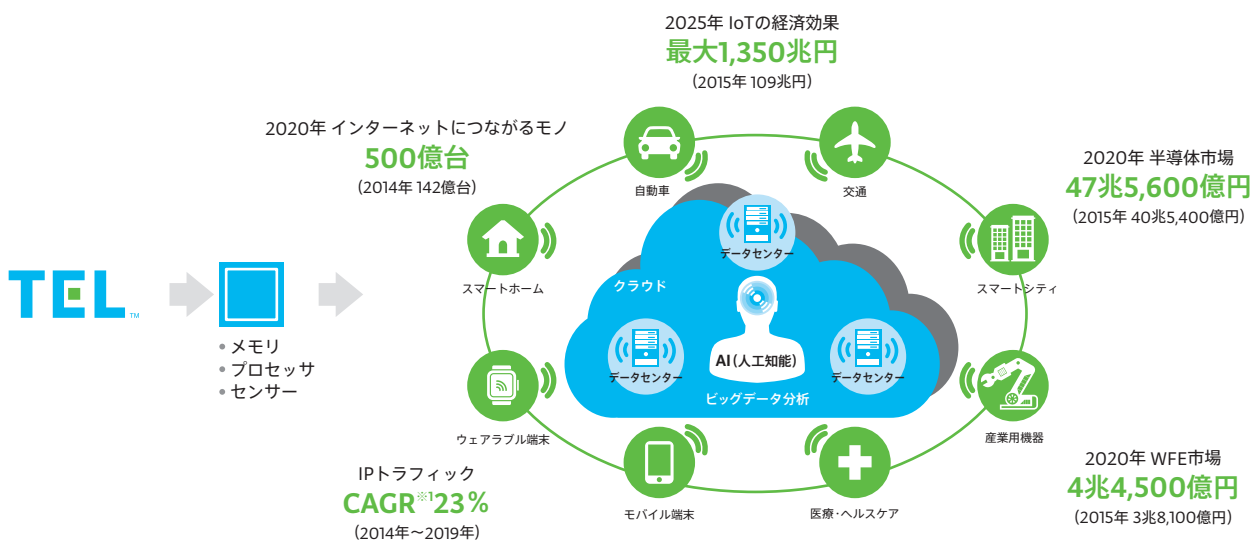 2025年 IoTの経済効果
最大1,350兆円
(2015年 109兆円)
2020年 インターネットにつながるモノ
500億台
(2014年 142億台)
自動車
交通
2020年 半導体市場
47兆5,600億円
(2015年 40兆5,400億円)
データセンター
クラウド
スマートホーム
スマートシティ
TEL™
• メモリ
• プロセッサ
• センサー
AI(人工知能)
データセンター
データセンター
ビッグデータ分析
ウェアラブル端末
産業用機器
IPトラフィック
CAGR※1 23%
(2014年〜2019年)
モバイル端末
医療・ヘルスケア
2020年 WFE市場
4兆4,500億円
(2015年 3兆8,100億円)